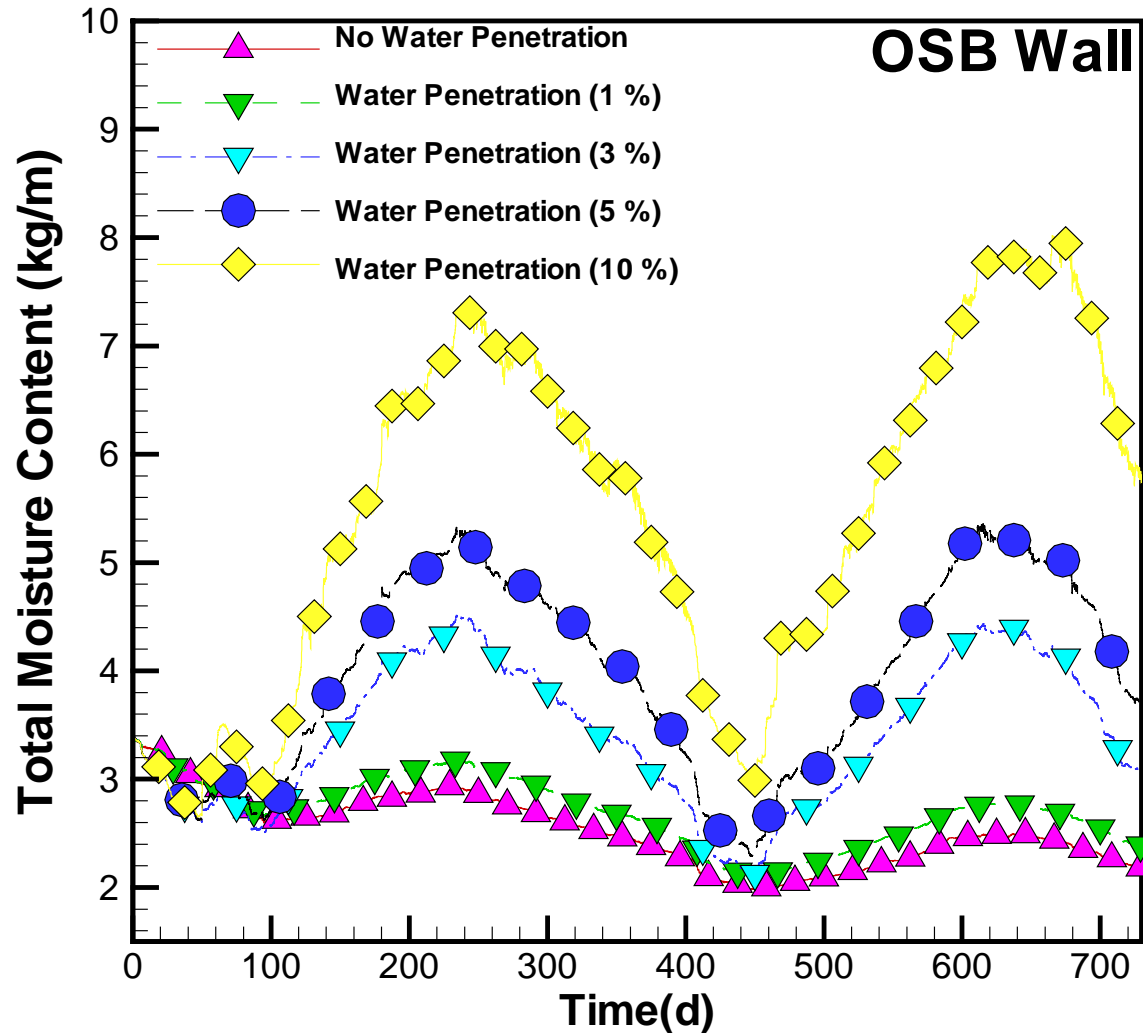 OSB Wall
No Water Penetration
Water Penetration (1 %)
Water Penetration (3 %)
Water Penetration (5 %)
Water Penetration (10 %)
Total Moisture Content (kg/m)
10
9
8
7
6
5
4
3
2
0 100 200 300 400 500 600 700
Time(d)